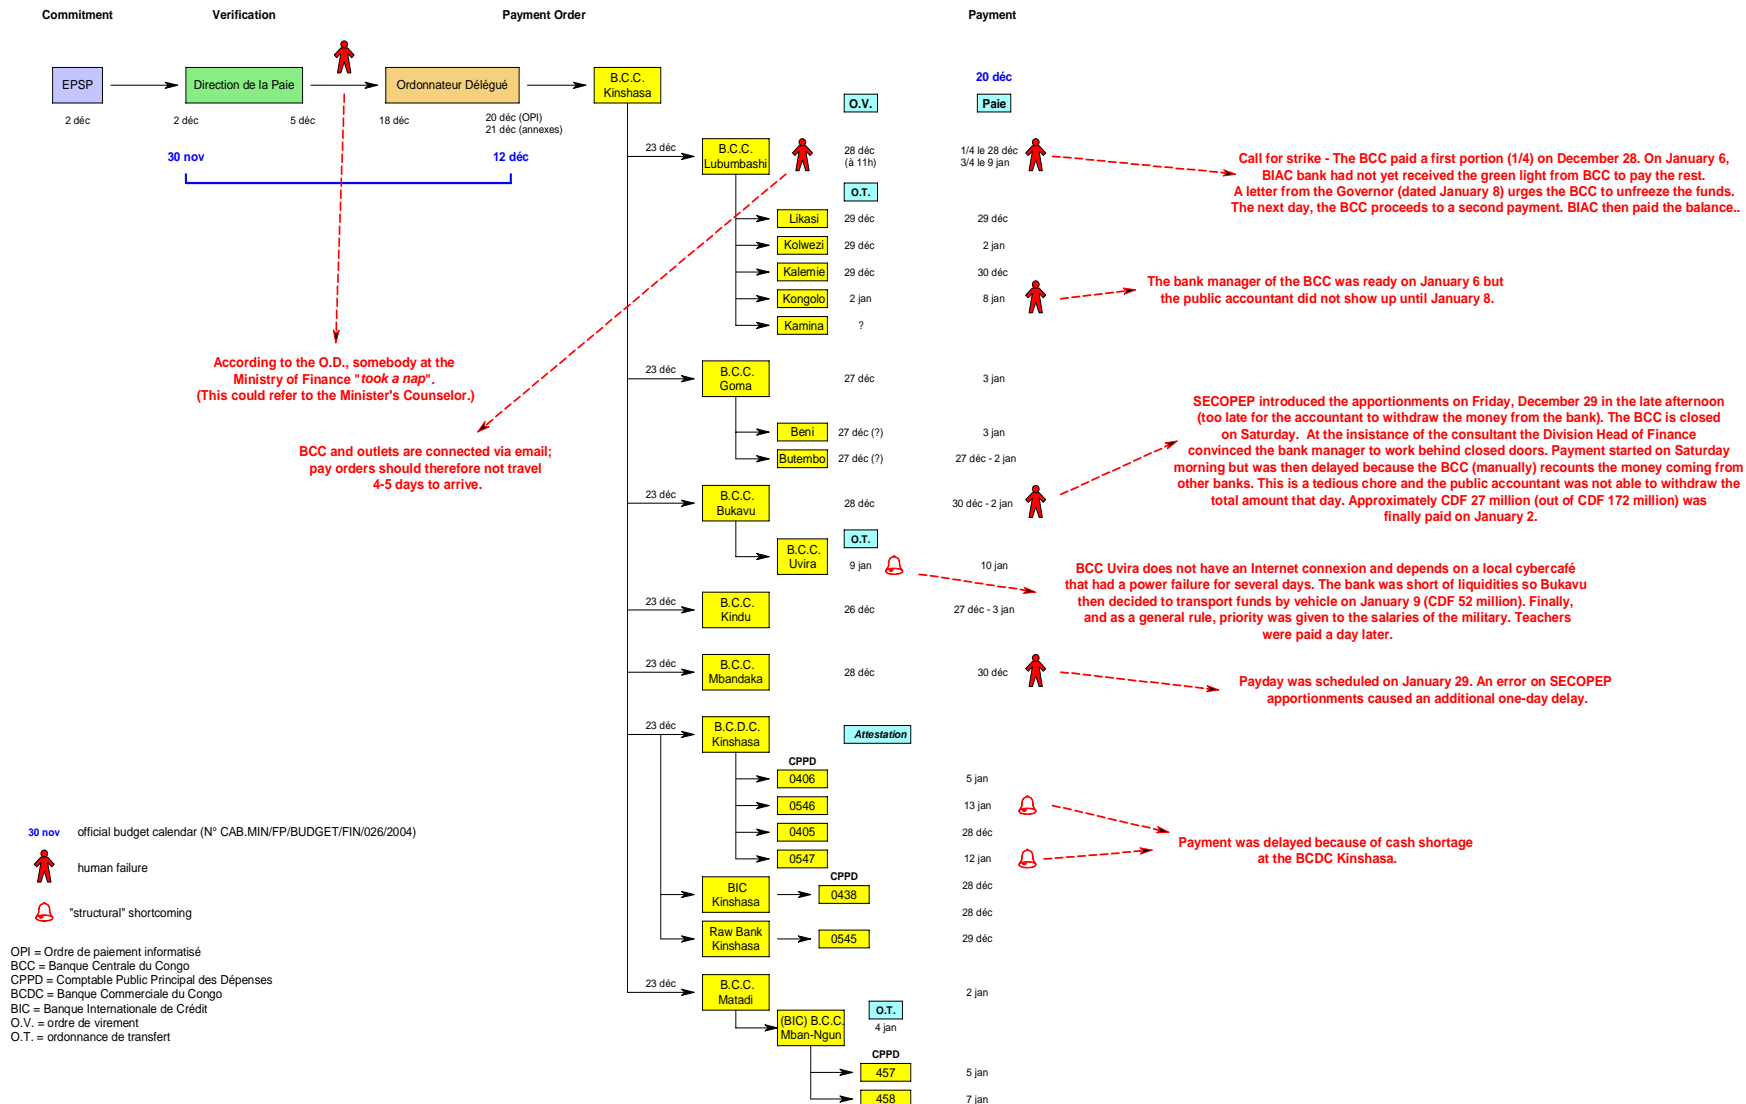 Commitment
Verification
Payment Order
Payment
EPSP
Direction de la Paie
Ordonnateur Délégué
B.C.C.
Kinshasa
20 déc
O.V.
Paie
2 déc
2 déc
5 déc
18 déc
20 déc (OPI)
21 déc (annexes)
30 nov
12 déc
23 déc
B.C.C.
Lubumbashi
28 déc
(à 11h)
1/4 le 28 déc
3/4 le 9 jan
Call for strike - The BCC paid a first portion (1/4) on December 28. On January 6,
BIAC bank had not yet received the green light from BCC to pay the rest.
A letter from the Governor (dated January 8) urges the BCC to unfreeze the funds.
The next day, the BCC proceeds to a second payment. BIAC then paid the balance..
O.T.
Likasi
29 déc
29 déc
Kolwezi
29 déc
2 jan
Kalemie
29 déc
30 déc
Kongolo
2 jan
8 jan
The bank manager of the BCC was ready on January 6 but
the public accountant did not show up until January 8.
Kamina
?
According to the O.D., somebody at the
Ministry of Finance "took a nap".
(This could refer to the Minister's Counselor.)
23 déc
B.C.C.
Goma
27 déc
3 jan
Beni
27 déc (?)
3 jan
Butembo
27 déc (?)
27 déc - 2 jan
BCC and outlets are connected via email;
pay orders should therefore not travel
4-5 days to arrive.
SECOPEP introduced the apportionments on Friday, December 29 in the late afternoon
(too late for the accountant to withdraw the money from the bank). The BCC is closed
on Saturday.  At the insistance of the consultant the Division Head of Finance
convinced the bank manager to work behind closed doors. Payment started on Saturday
morning but was then delayed because the BCC (manually) recounts the money coming from
other banks. This is a tedious chore and the public accountant was not able to withdraw the
total amount that day. Approximately CDF 27 million (out of CDF 172 million) was
finally paid on January 2.
23 déc
B.C.C.
Bukavu
28 déc
30 déc - 2 jan
O.T.
B.C.C.
Uvira
9 jan
10 jan
BCC Uvira does not have an Internet connexion and depends on a local cybercafé
that had a power failure for several days. The bank was short of liquidities so Bukavu
then decided to transport funds by vehicle on January 9 (CDF 52 million). Finally,
and as a general rule, priority was given to the salaries of the military. Teachers
were paid a day later.
23 déc
B.C.C.
Kindu
26 déc
27 déc - 3 jan
23 déc
B.C.C.
Mbandaka
28 déc
30 déc
Payday was scheduled on January 29. An error on SECOPEP
apportionments caused an additional one-day delay.
23 déc
B.C.D.C.
Kinshasa
Attestation
CPPD
0406
5 jan
0546
13 jan
0405
28 déc
0547
12 jan
Payment was delayed because of cash shortage
at the BCDC Kinshasa.
BIC
Kinshasa
CPPD
0438
28 déc
28 déc
Raw Bank
Kinshasa
0545
29 déc
23 déc
B.C.C.
Matadi
2 jan
(BIC) B.C.C.
Mban-Ngun
O.T.
4 jan
CPPD
457
5 jan
458
7 jan
30 nov official budget calendar (N° CAB.MIN/FP/BUDGET/FIN/026/2004)
human failure
"structural" shortcoming
OPI = Ordre de paiement informatisé
BCC = Banque Centrale du Congo
CPPD = Comptable Public Principal des Dépenses
BCDC = Banque Commerciale du Congo
BIC = Banque Internationale de Crédit
O.V. = ordre de virement
O.T. = ordonnance de transfert